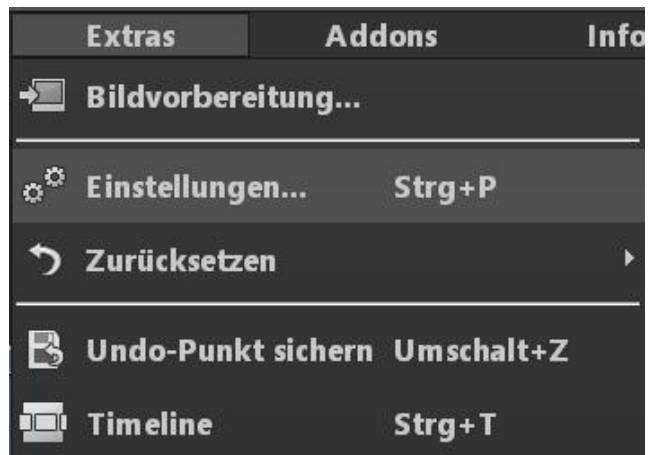 Extras Addons Info
Bildvorbereitung...
Einstellungen... Strg+P
Zurücksetzen
Undo-Punkt sichern Umschalt+Z
Timeline Strg+T